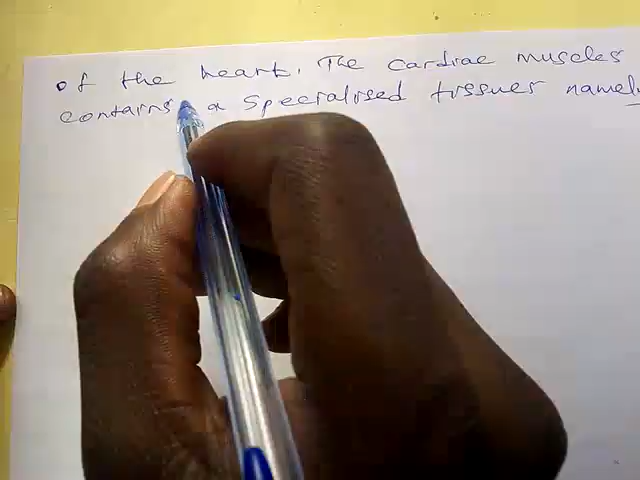 of the heart. The cardiac muscles
contains a specialised tissues namely